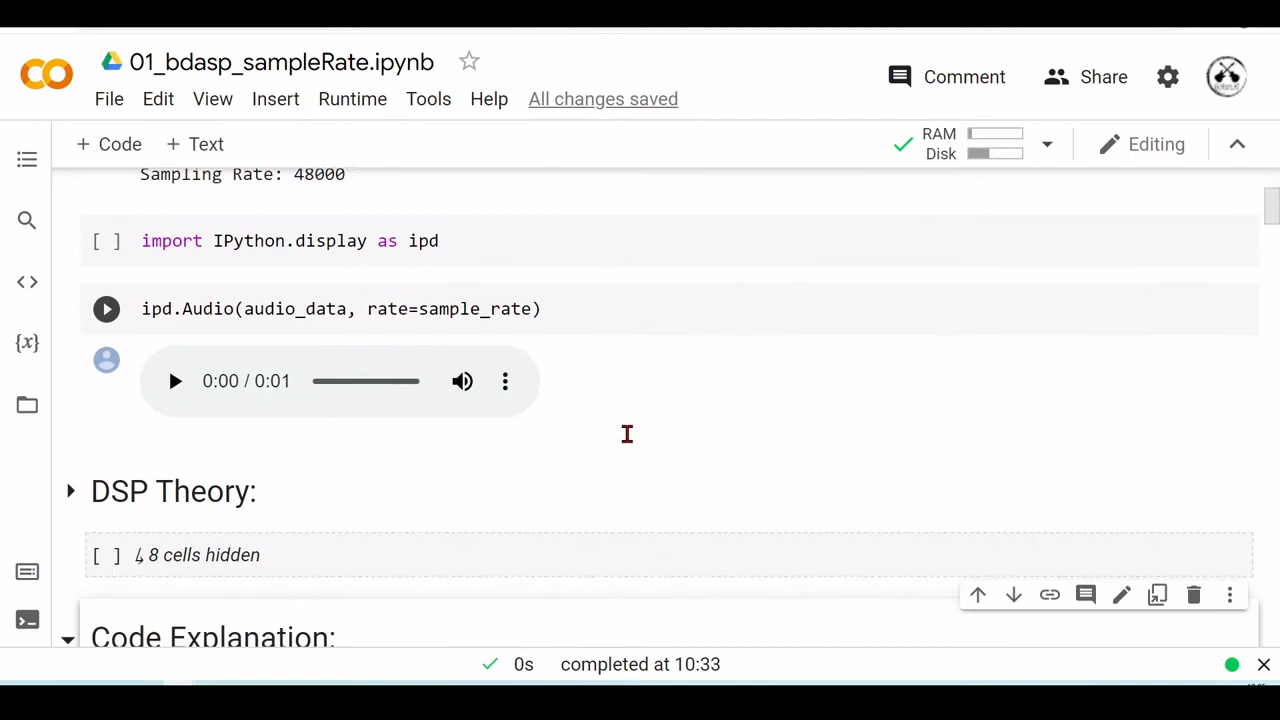 01_bdasp_sampleRate.ipynb
Comment
Share
File Edit View Insert Runtime Tools Help All changes saved
+ Code + Text
RAM
Disk
Editing
Sampling Rate: 48000
[ ] import IPython.display as ipd
ipd.Audio(audio_data, rate=sample_rate)
0:00 / 0:01
{x}
DSP Theory:
[ ] ↳ 8 cells hidden
Code Explanation:
0s completed at 10:33